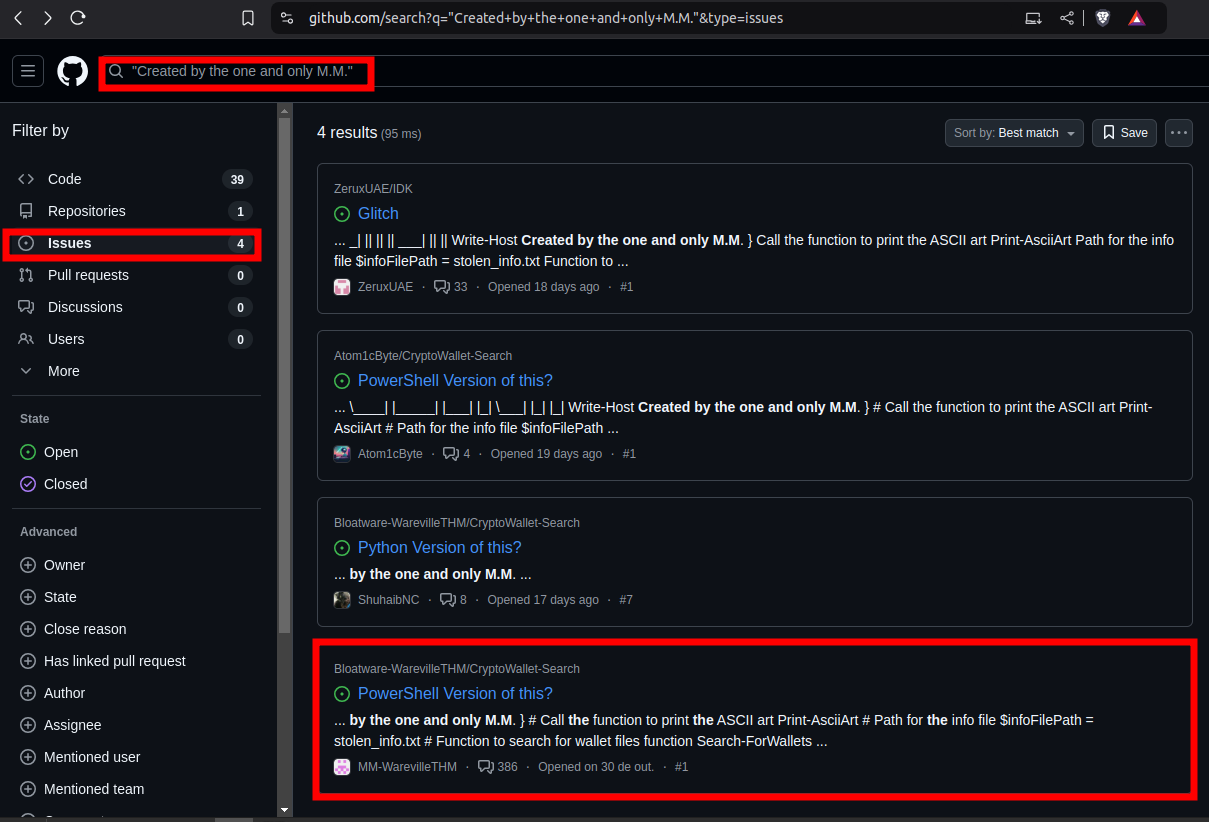 github.com/search?q="Created+by+the+one+and+only+M.M."&type=issues
"Created by the one and only M.M."
Filter by
Code 39
Repositories 1
Issues 4
Pull requests 0
Discussions 0
Users 0
More
State
Open
Closed
Advanced
Owner
State
Close reason
Has linked pull request
Author
Assignee
Mentioned user
Mentioned team
4 results (95 ms)
Sort by: Best match
Save
ZeruxUAE/IDK
Glitch
... _| || || || ___| || || Write-Host Created by the one and only M.M. } Call the function to print the ASCII art Print-AsciiArt Path for the info
file $infoFilePath = stolen_info.txt Function to ...
ZeruxUAE · 33 · Opened 18 days ago · #1
Atom1cByte/CryptoWallet-Search
PowerShell Version of this?
... \____| |_____| |___| |_| \___| |_| |_| Write-Host Created by the one and only M.M. } # Call the function to print the ASCII art Print-
AsciiArt # Path for the info file $infoFilePath ...
Atom1cByte · 4 · Opened 19 days ago · #1
Bloatware-WarevilleTHM/CryptoWallet-Search
Python Version of this?
... by the one and only M.M. ...
ShuhaibNC · 8 · Opened 17 days ago · #7
Bloatware-WarevilleTHM/CryptoWallet-Search
PowerShell Version of this?
... by the one and only M.M. } # Call the function to print the ASCII art Print-AsciiArt # Path for the info file $infoFilePath =
stolen_info.txt # Function to search for wallet files function Search-ForWallets ...
MM-WarevilleTHM · 386 · Opened on 30 de out. · #1